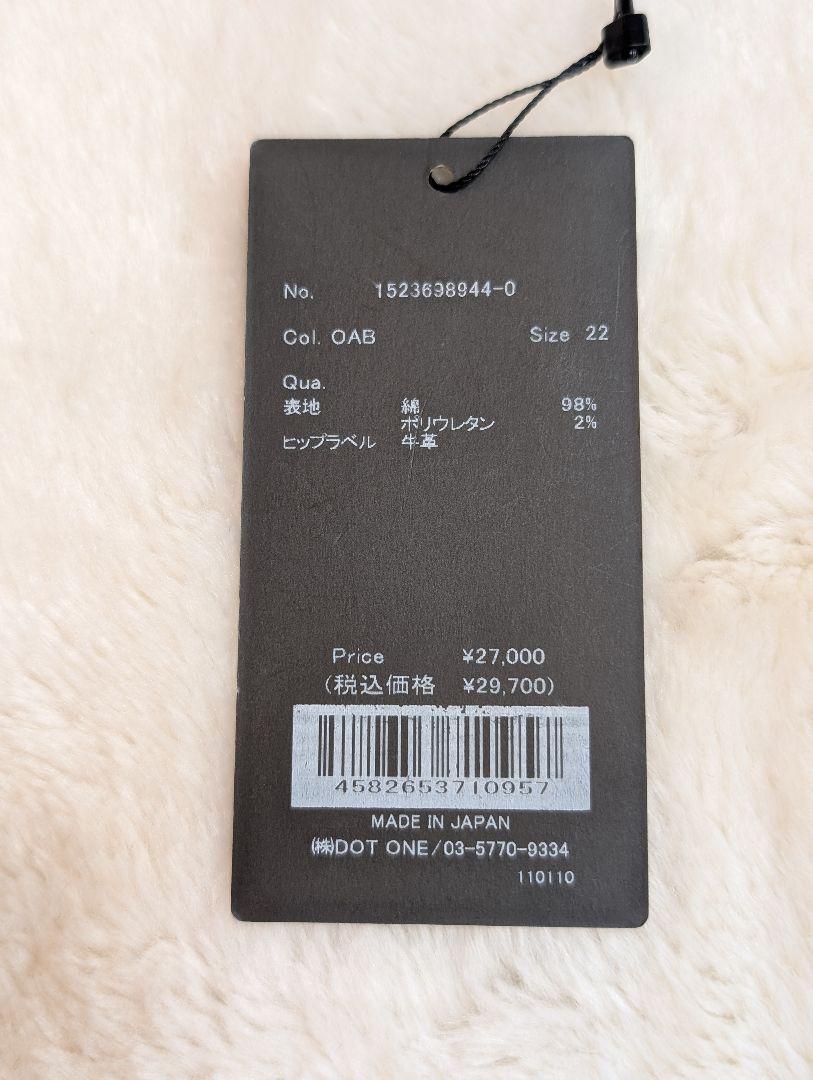 No. 1523698944-0
Col. OAB Size 22
Qua.
表地 綿 98%
ポリウレタン 2%
ヒップラベル 牛革
Price ¥27,000
(税込価格 ¥29,700)
4582653710957
MADE IN JAPAN
㈱DOT ONE/03-5770-9334
110110